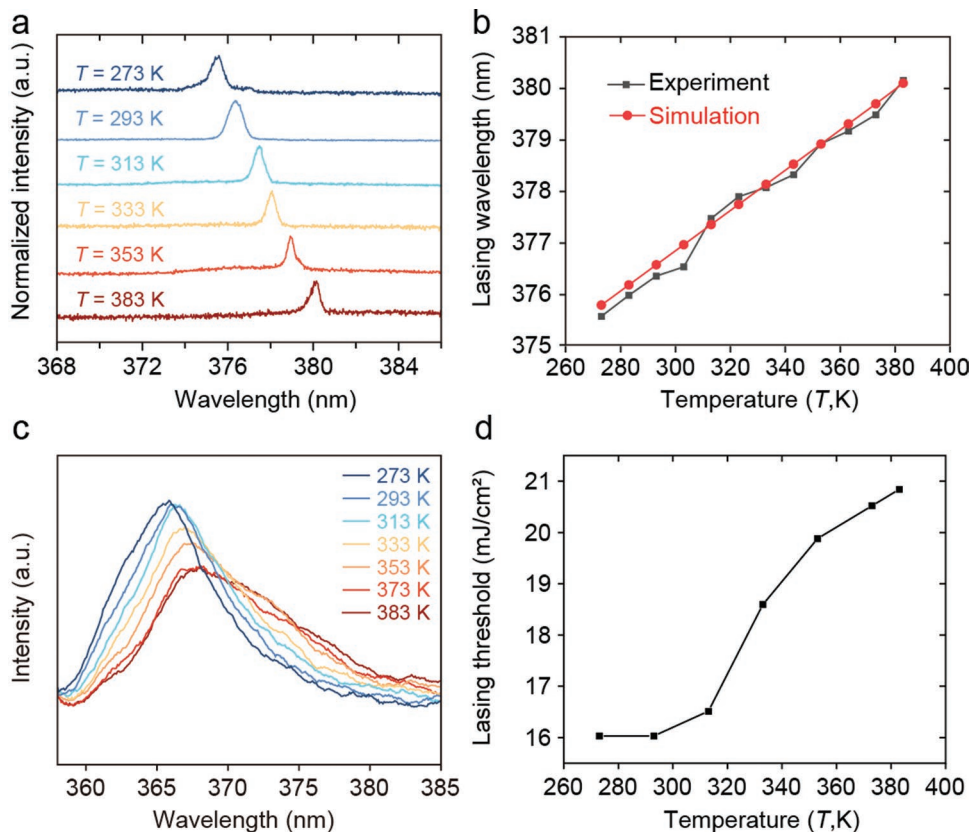 a
Normalized intensity (a.u.)
T = 273 K
T = 293 K
T = 313 K
T = 333 K
T = 353 K
T = 383 K
368 372 376 380 384
Wavelength (nm)
b
Lasing wavelength (nm)
381
380
379
378
377
376
375
Experiment
Simulation
260 280 300 320 340 360 380 400
Temperature (T,K)
c
Intensity (a.u.)
273 K
293 K
313 K
333 K
353 K
373 K
383 K
360 365 370 375 380 385
Wavelength (nm)
d
Lasing threshold (mJ/cm²)
21
20
19
18
17
16
260 280 300 320 340 360 380 400
Temperature (T,K)